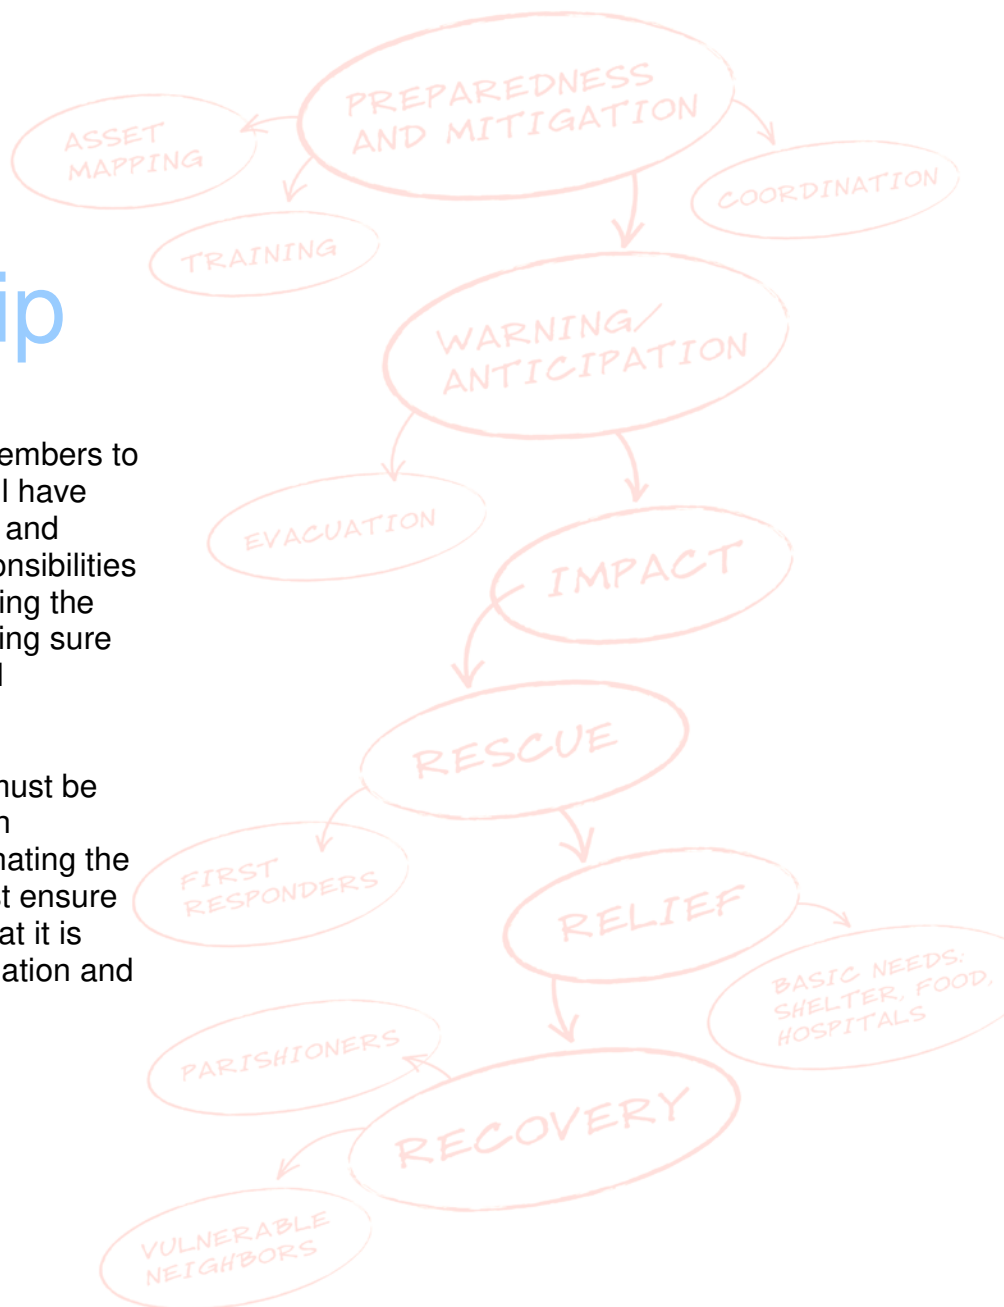 PREPAREDNESS
AND MITIGATION
ASSET
MAPPING
COORDINATION
TRAINING
ip
WARNING/
ANTICIPATION
embers to
l have
and
onsibilities
ing the
ing sure
l
EVACUATION
IMPACT
RESCUE
must be
n
nating the
st ensure
at it is
ation and
FIRST
RESPONDERS
RELIEF
BASIC NEEDS:
SHELTER, FOOD,
HOSPITALS
PARISHIONERS
RECOVERY
VULNERABLE
NEIGHBORS